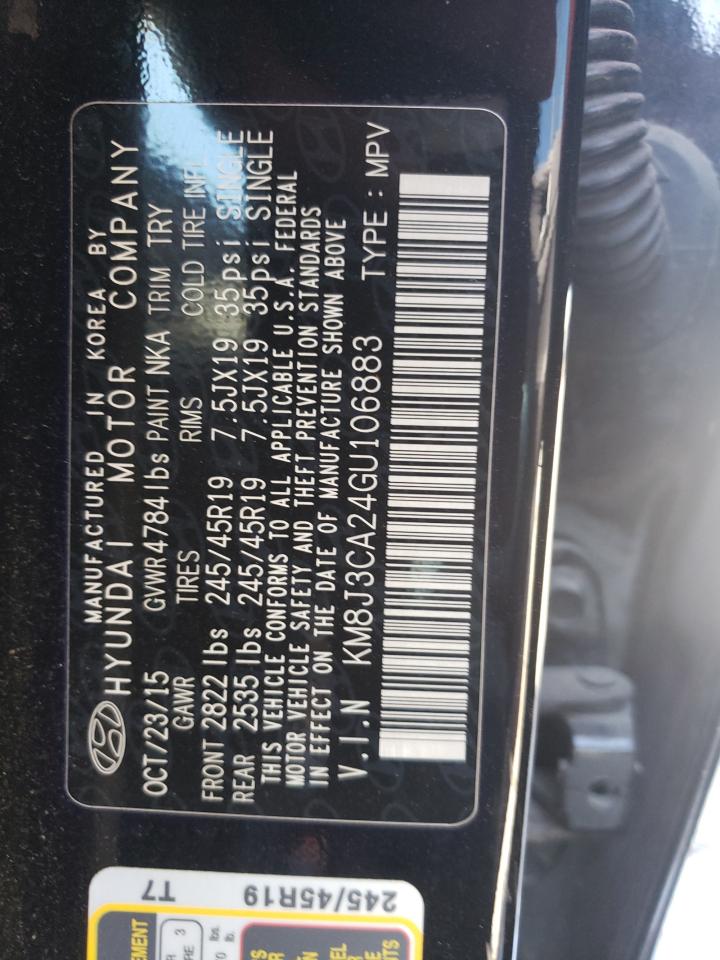 MANUFACTURED IN KOREA BY
HYUNDAI MOTOR COMPANY
OCT/23/15 GVWR4784lbs PAINT NKA TRIM TRY
GAWR TIRES RIMS COLD TIRE INFL
FRONT 2822 lbs 245/45R19 7.5JX19 35psi SINGLE
REAR 2535 lbs 245/45R19 7.5JX19 35psi SINGLE
THIS VEHICLE CONFORMS TO ALL APPLICABLE U.S.A. FEDERAL
MOTOR VEHICLE SAFETY AND THEFT PREVENTION STANDARDS
IN EFFECT ON THE DATE OF MANUFACTURE SHOWN ABOVE
V.I.N KM8J3CA24GU106883 TYPE : MPV
245/45R19 T7